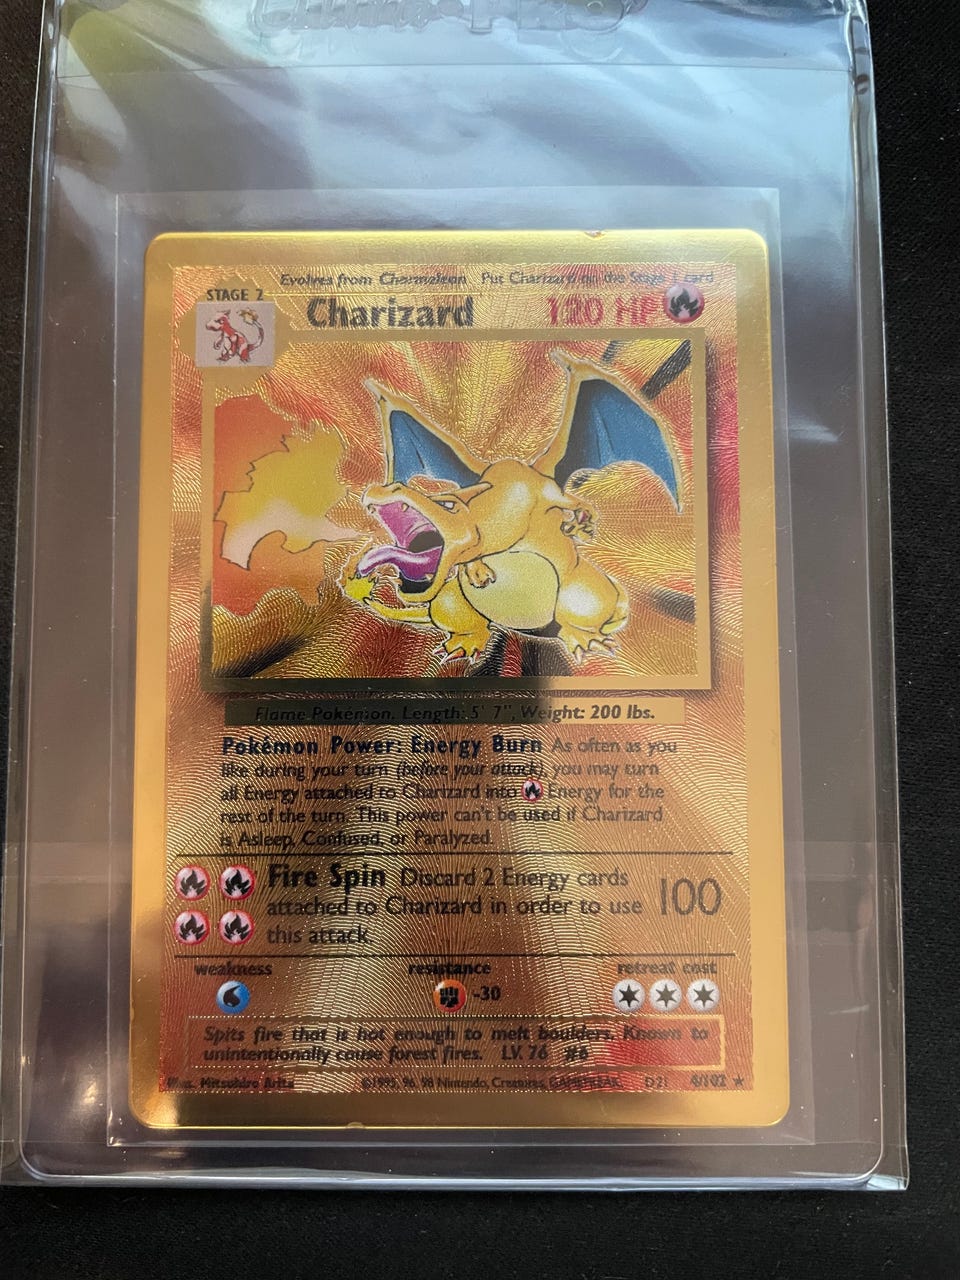 Evolves from Charmeleon Put Charizard on the Stage 1 card
STAGE 2
Charizard 120 HP
Flame Pokémon, Length: 5' 7", Weight: 200 lbs.
Pokémon Power: Energy Burn As often as you
like during your turn (before your attack), you may turn
all Energy attached to Charizard into Energy for the
rest of the turn. This power can't be used if Charizard
is Asleep, Confused, or Paralyzed.
Fire Spin Discard 2 Energy cards
attached to Charizard in order to use 100
this attack.
weakness resistance retreat cost
-30
Spits fire that is hot enough to melt boulders. Known to
unintentionally cause forest fires. LV. 76 #6
Illus. Mitsuhiro Arita ©1995, 96, 98 Nintendo, Creatures, GAMEFREAK. D21 4/102 ★